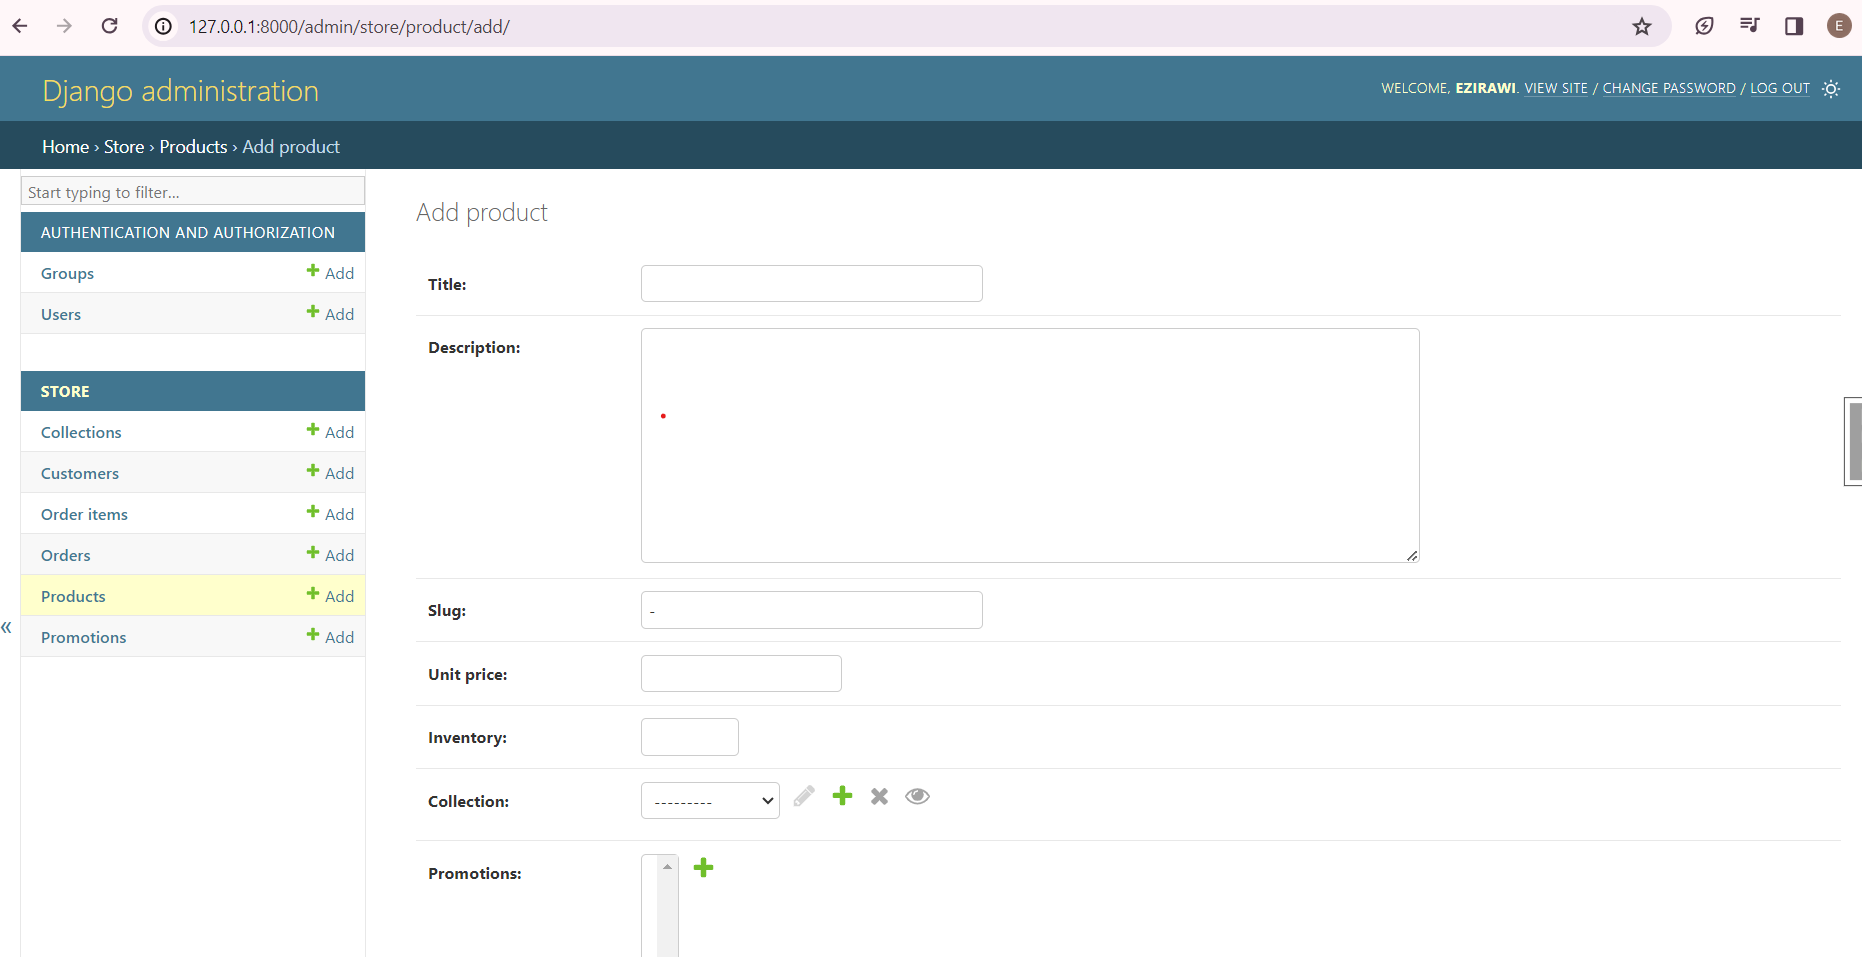 127.0.0.1:8000/admin/store/product/add/
E
Django administration
WELCOME, EZIRAWI. VIEW SITE / CHANGE PASSWORD / LOG OUT
Home › Store › Products › Add product
Start typing to filter...
AUTHENTICATION AND AUTHORIZATION
Groups Add
Users Add
STORE
Collections Add
Customers Add
Order items Add
Orders Add
Products Add
Promotions Add
«
Add product
Title:
Description:
Slug: -
Unit price:
Inventory:
Collection: ---------
Promotions: